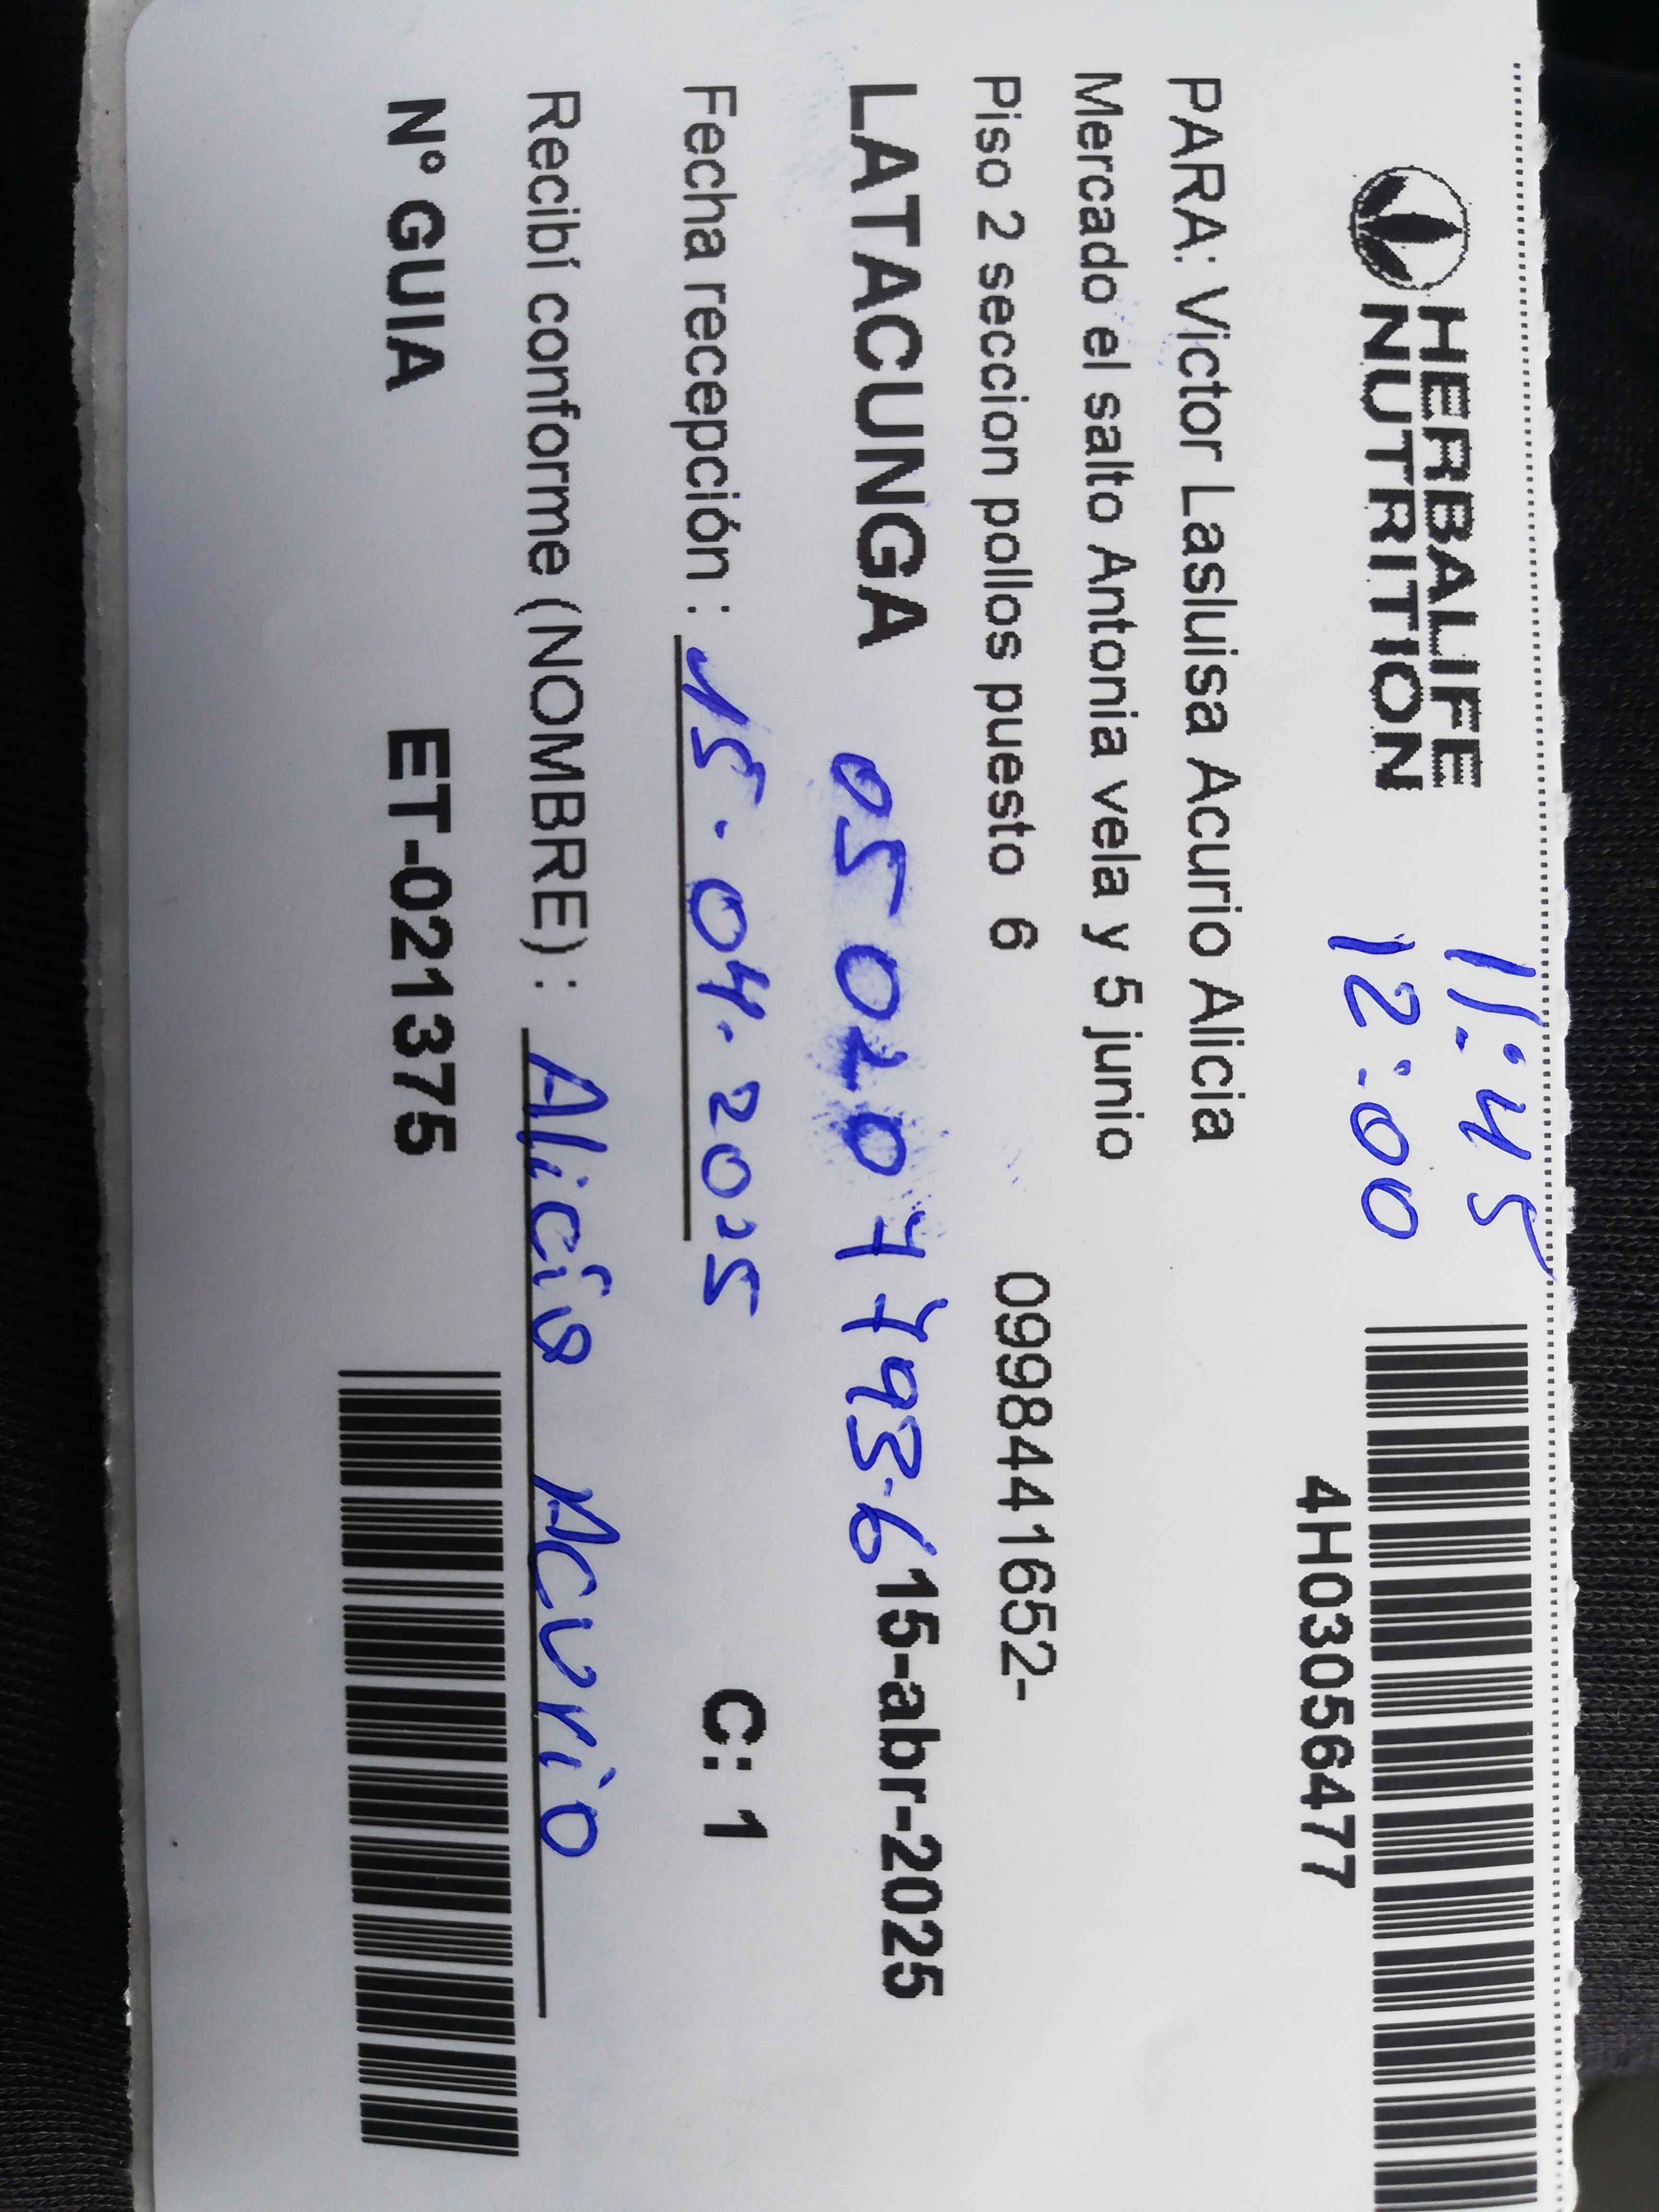 HERBALIFE
NUTRITION
11:45
12:00
4H03056477
PARA: Victor Lasluisa Acurio Alicia
Mercado el salto Antonia vela y 5 junio
Piso 2 seccion pollos puesto 6 0998441652-
LATACUNGA 050207793-6 15-abr-2025
Fecha recepción : 15.04.2025 C: 1
Recibí conforme (NOMBRE) : Alicia Acurio
N° GUIA ET-021375